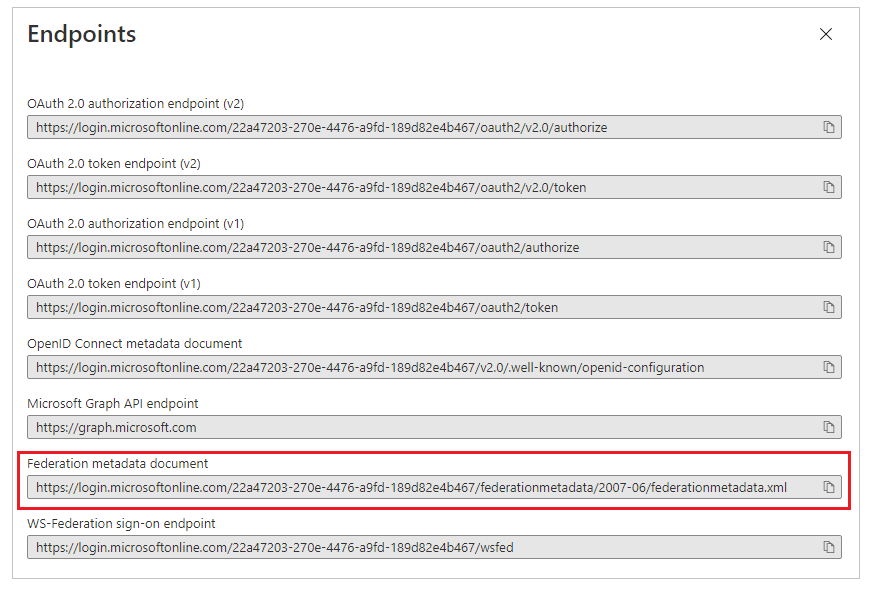 Endpoints
OAuth 2.0 authorization endpoint (v2)
https://login.microsoftonline.com/22a47203-270e-4476-a9fd-189d82e4b467/oauth2/v2.0/authorize
OAuth 2.0 token endpoint (v2)
https://login.microsoftonline.com/22a47203-270e-4476-a9fd-189d82e4b467/oauth2/v2.0/token
OAuth 2.0 authorization endpoint (v1)
https://login.microsoftonline.com/22a47203-270e-4476-a9fd-189d82e4b467/oauth2/authorize
OAuth 2.0 token endpoint (v1)
https://login.microsoftonline.com/22a47203-270e-4476-a9fd-189d82e4b467/oauth2/token
OpenID Connect metadata document
https://login.microsoftonline.com/22a47203-270e-4476-a9fd-189d82e4b467/v2.0/.well-known/openid-configuration
Microsoft Graph API endpoint
https://graph.microsoft.com
Federation metadata document
https://login.microsoftonline.com/22a47203-270e-4476-a9fd-189d82e4b467/federationmetadata/2007-06/federationmetadata.xml
WS-Federation sign-on endpoint
https://login.microsoftonline.com/22a47203-270e-4476-a9fd-189d82e4b467/wsfed